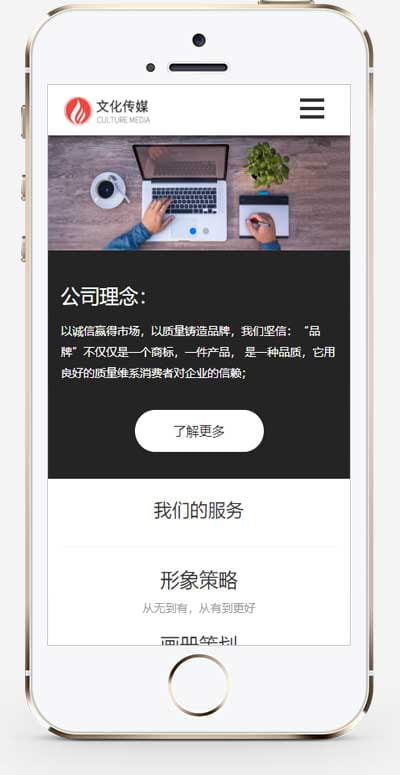 文化传媒
CULTURE MEDIA
公司理念：
以诚信赢得市场，以质量铸造品牌，我们坚信：“品
牌”不仅仅是一个商标，一件产品， 是一种品质，它用
良好的质量维系消费者对企业的信赖；
了解更多
我们的服务
形象策略
从无到有，从有到更好
画册策划